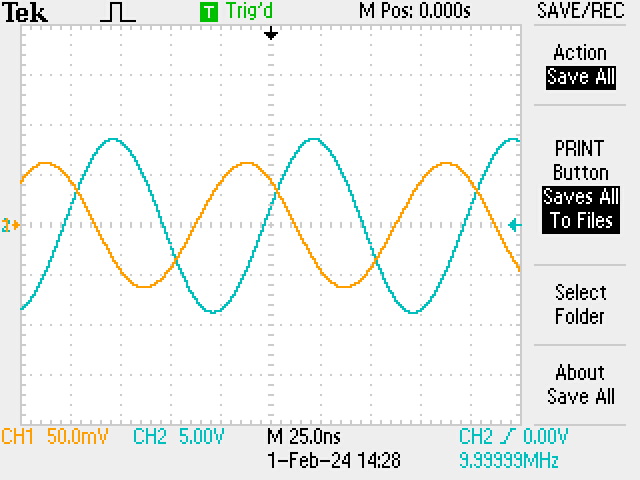 Tek T Trig'd M Pos: 0.000s SAVE/REC
Action
Save All
PRINT
Button
Saves All
To Files
Select
Folder
About
Save All
2
CH1 50.0mV CH2 5.00V M 25.0ns CH2 / 0.00V
1-Feb-24 14:28 9.99999MHz